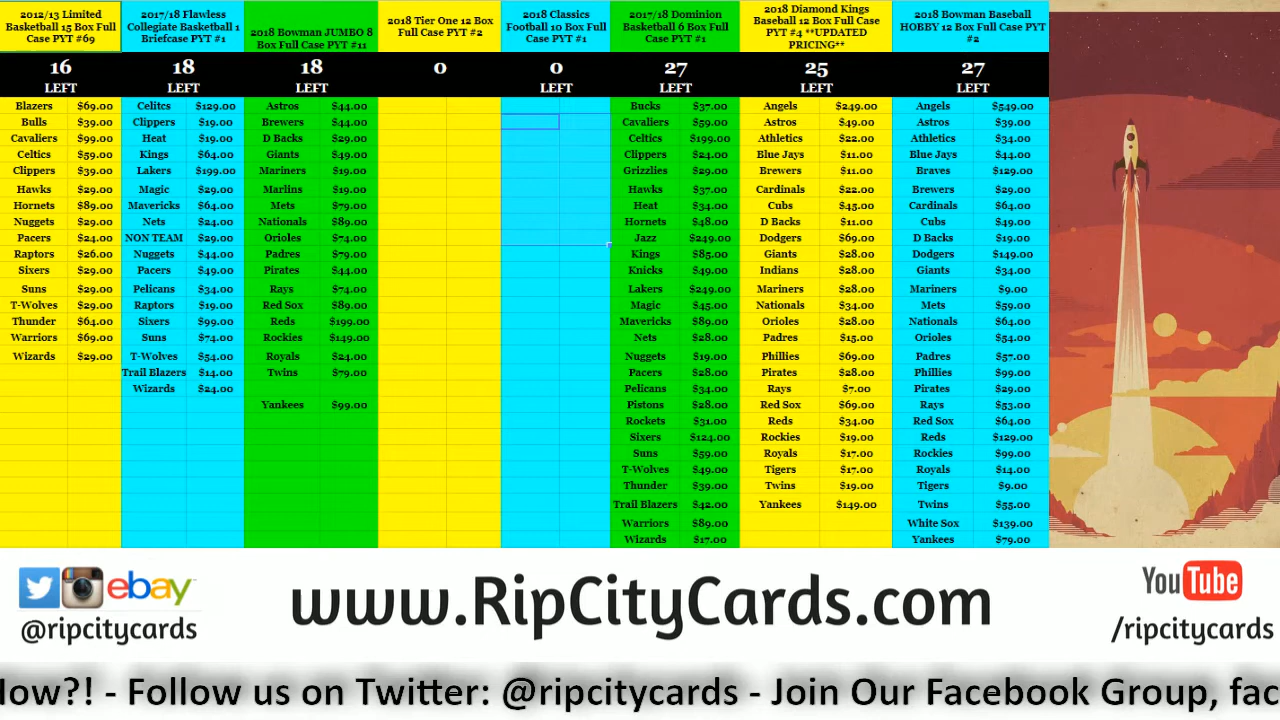 2012/13 Limited
Basketball 15 Box Full
Case PYT #69
16
LEFT
Blazers $69.00
Bulls $39.00
Cavaliers $99.00
Celtics $59.00
Clippers $39.00
Hawks $29.00
Hornets $89.00
Nuggets $29.00
Pacers $24.00
Raptors $26.00
Sixers $29.00
Suns $29.00
T-Wolves $29.00
Thunder $64.00
Warriors $69.00
Wizards $29.00
2017/18 Flawless
Collegiate Basketball 1
Briefcase PYT #1
18
LEFT
Celitcs $129.00
Clippers $19.00
Heat $19.00
Kings $64.00
Lakers $199.00
Magic $29.00
Mavericks $64.00
Nets $24.00
NON TEAM $29.00
Nuggets $44.00
Pacers $49.00
Pelicans $34.00
Raptors $19.00
Sixers $99.00
Suns $74.00
T-Wolves $54.00
Trail Blazers $14.00
Wizards $24.00
2018 Bowman JUMBO 8
Box Full Case PYT #11
18
LEFT
Astros $44.00
Brewers $44.00
D Backs $29.00
Giants $49.00
Mariners $19.00
Marlins $19.00
Mets $79.00
Nationals $89.00
Orioles $74.00
Padres $79.00
Pirates $44.00
Rays $74.00
Red Sox $89.00
Reds $199.00
Rockies $149.00
Royals $24.00
Twins $79.00
Yankees $99.00
2018 Tier One 12 Box
Full Case PYT #2
0
2018 Classics
Football 10 Box Full
Case PYT #1
0
LEFT
2017/18 Dominion
Basketball 6 Box Full
Case PYT #1
27
LEFT
Bucks $37.00
Cavaliers $59.00
Celtics $199.00
Clippers $24.00
Grizzlies $29.00
Hawks $37.00
Heat $34.00
Hornets $48.00
Jazz $249.00
Kings $85.00
Knicks $49.00
Lakers $249.00
Magic $45.00
Mavericks $89.00
Nets $28.00
Nuggets $19.00
Pacers $28.00
Pelicans $34.00
Pistons $28.00
Rockets $31.00
Sixers $124.00
Suns $59.00
T-Wolves $49.00
Thunder $39.00
Trail Blazers $42.00
Warriors $89.00
Wizards $17.00
2018 Diamond Kings
Baseball 12 Box Full Case
PYT #4 **UPDATED
PRICING**
25
LEFT
Angels $249.00
Astros $49.00
Athletics $22.00
Blue Jays $11.00
Brewers $11.00
Cardinals $22.00
Cubs $45.00
D Backs $11.00
Dodgers $69.00
Giants $28.00
Indians $28.00
Mariners $28.00
Nationals $34.00
Orioles $28.00
Padres $15.00
Phillies $69.00
Pirates $28.00
Rays $7.00
Red Sox $69.00
Reds $34.00
Rockies $19.00
Royals $17.00
Tigers $17.00
Twins $19.00
Yankees $149.00
2018 Bowman Baseball
HOBBY 12 Box Full Case PYT
#2
27
LEFT
Angels $549.00
Astros $39.00
Athletics $34.00
Blue Jays $44.00
Braves $129.00
Brewers $29.00
Cardinals $64.00
Cubs $49.00
D Backs $19.00
Dodgers $149.00
Giants $34.00
Mariners $9.00
Mets $59.00
Nationals $64.00
Orioles $54.00
Padres $57.00
Phillies $99.00
Pirates $29.00
Rays $53.00
Red Sox $64.00
Reds $129.00
Rockies $99.00
Royals $14.00
Tigers $9.00
Twins $55.00
White Sox $139.00
Yankees $79.00
ebay
@ripcitycards
www.RipCityCards.com
YouTube
/ripcitycards
Now?! - Follow us on Twitter: @ripcitycards - Join Our Facebook Group, fac